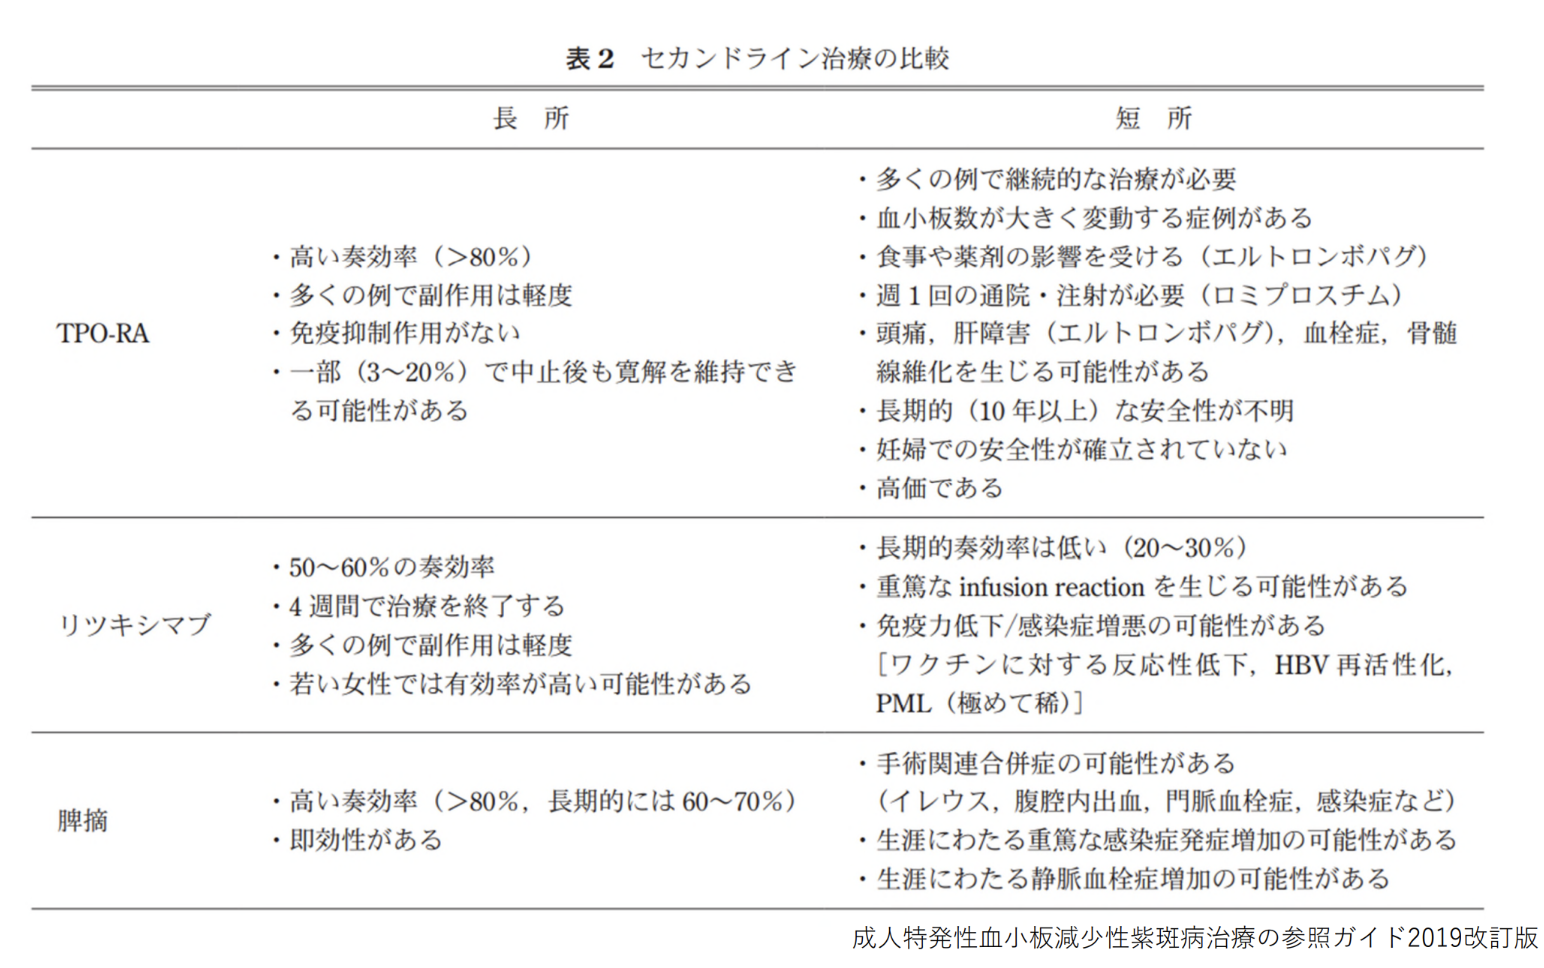 表2 セカンドライン治療の比較
長 所 短 所
TPO-RA
・高い奏効率（＞80％）
・多くの例で副作用は軽度
・免疫抑制作用がない
・一部（3〜20％）で中止後も寛解を維持でき
る可能性がある
・多くの例で継続的な治療が必要
・血小板数が大きく変動する症例がある
・食事や薬剤の影響を受ける（エルトロンボパグ）
・週1回の通院・注射が必要（ロミプロスチム）
・頭痛，肝障害（エルトロンボパグ），血栓症，骨髄
線維化を生じる可能性がある
・長期的（10年以上）な安全性が不明
・妊婦での安全性が確立されていない
・高価である
リツキシマブ
・50〜60％の奏効率
・4週間で治療を終了する
・多くの例で副作用は軽度
・若い女性では有効率が高い可能性がある
・長期的奏効率は低い（20〜30％）
・重篤な infusion reaction を生じる可能性がある
・免疫力低下/感染症増悪の可能性がある
［ワクチンに対する反応性低下，HBV再活性化，
PML（極めて稀）］
脾摘
・高い奏効率（＞80％，長期的には60〜70％）
・即効性がある
・手術関連合併症の可能性がある
（イレウス，腹腔内出血，門脈血栓症，感染症など）
・生涯にわたる重篤な感染症発症増加の可能性がある
・生涯にわたる静脈血栓症増加の可能性がある
成人特発性血小板減少性紫斑病治療の参照ガイド2019改訂版